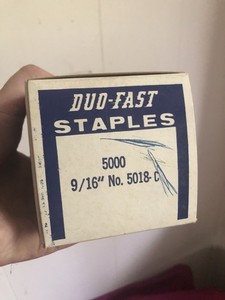 DUO-FAST
STAPLES
5000
9/16" No. 5018-C